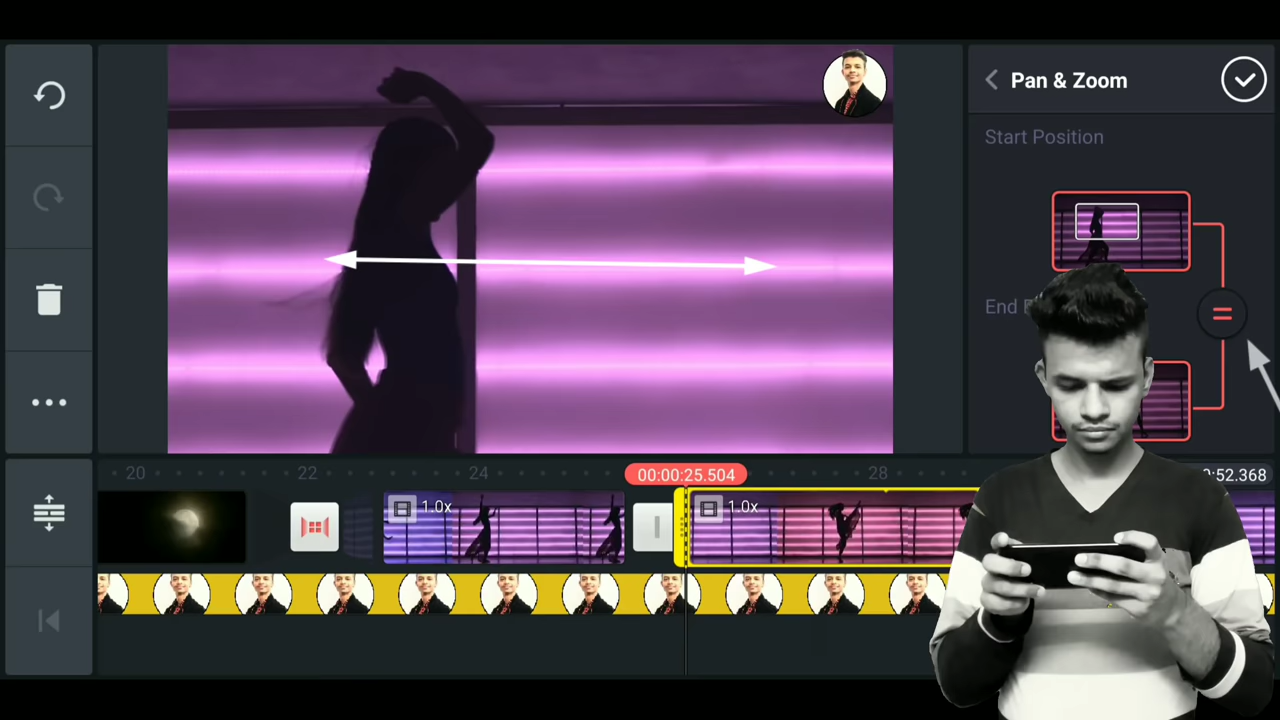 Pan & Zoom
Start Position
End
20
22
24
00:00:25.504
28
:52.368
1.0x
1.0x